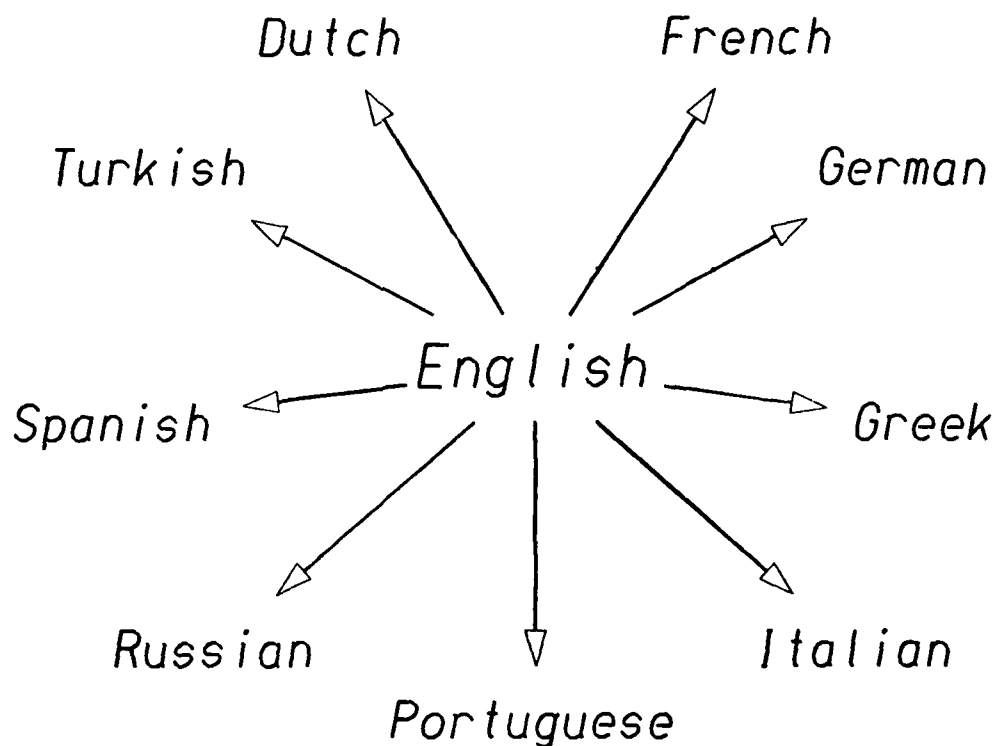 Dutch
French
Turkish
German
English
Spanish
Greek
Russian
Italian
Portuguese